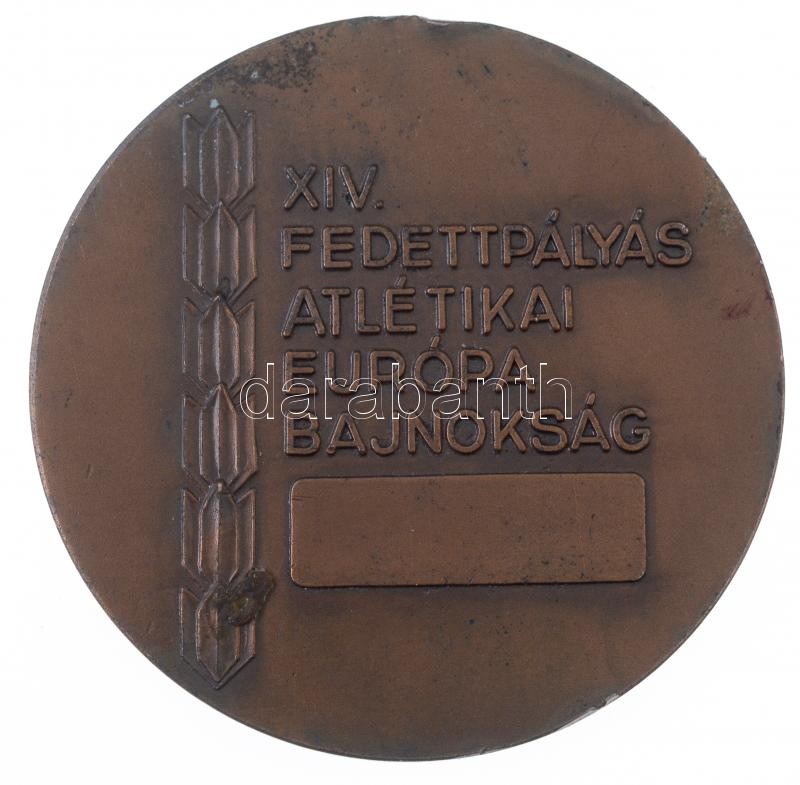 XIV.
FEDETTPÁLYÁS
ATLÉTIKAI
EURÓPA
darabanth
BAJNOKSÁG